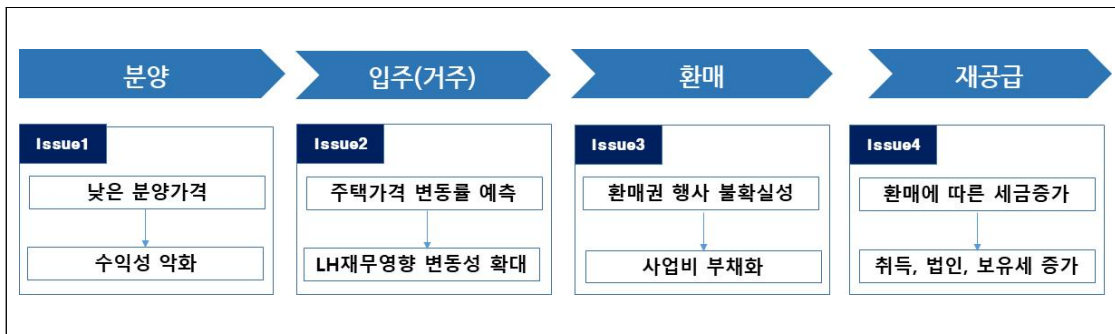 분양
입주(거주)
환매
재공급
Issue1
낮은 분양가격
수익성 악화
Issue2
주택가격 변동률 예측
LH재무영향 변동성 확대
Issue3
환매권 행사 불확실성
사업비 부채화
Issue4
환매에 따른 세금증가
취득, 법인, 보유세 증가